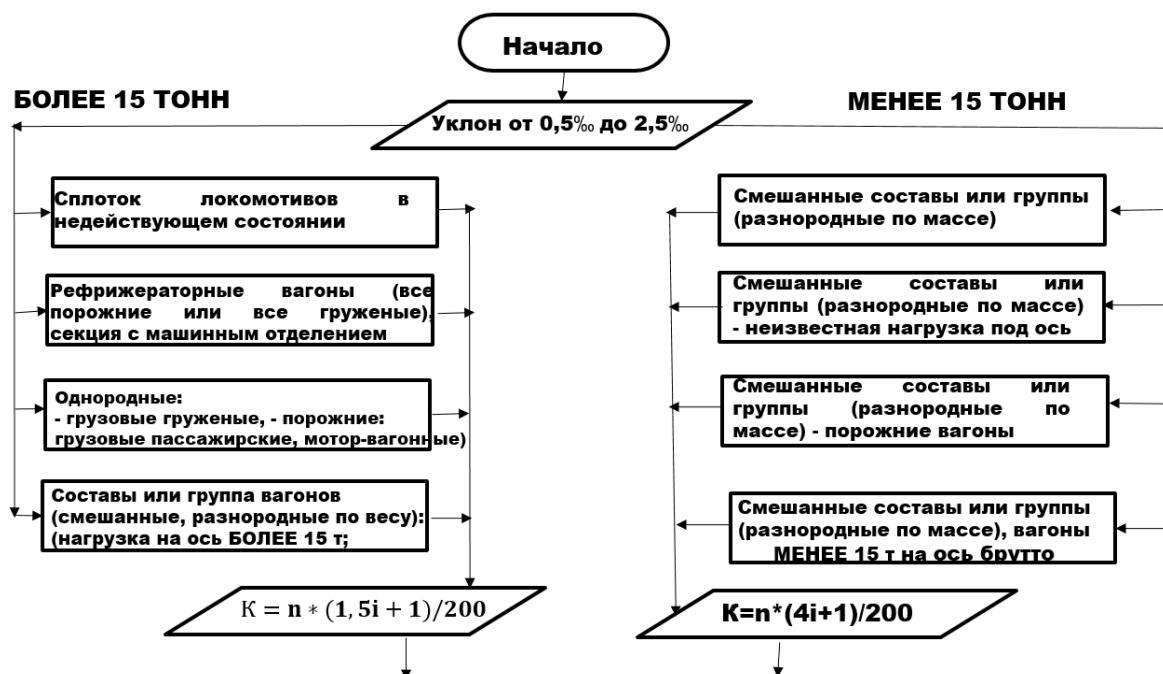 Начало
БОЛЕЕ 15 ТОНН
МЕНЕЕ 15 ТОНН
Уклон от 0,5‰ до 2,5‰
Сплоток локомотивов в
недействующем состоянии
Рефрижераторные вагоны (все
порожние или все груженые),
секция с машинным отделением
Однородные:
- грузовые груженые, - порожние:
грузовые пассажирские, мотор-вагонные)
Составы или группа вагонов
(смешанные, разнородные по весу):
(нагрузка на ось БОЛЕЕ 15 т;
K = n * (1, 5i + 1)/200
Смешанные составы или группы
(разнородные по массе)
Смешанные составы или
группы (разнородные по массе)
- неизвестная нагрузка под ось
Смешанные составы или
группы (разнородные по
массе) - порожние вагоны
Смешанные составы или группы
(разнородные по массе), вагоны
МЕНЕЕ 15 т на ось брутто
К=n*(4i+1)/200